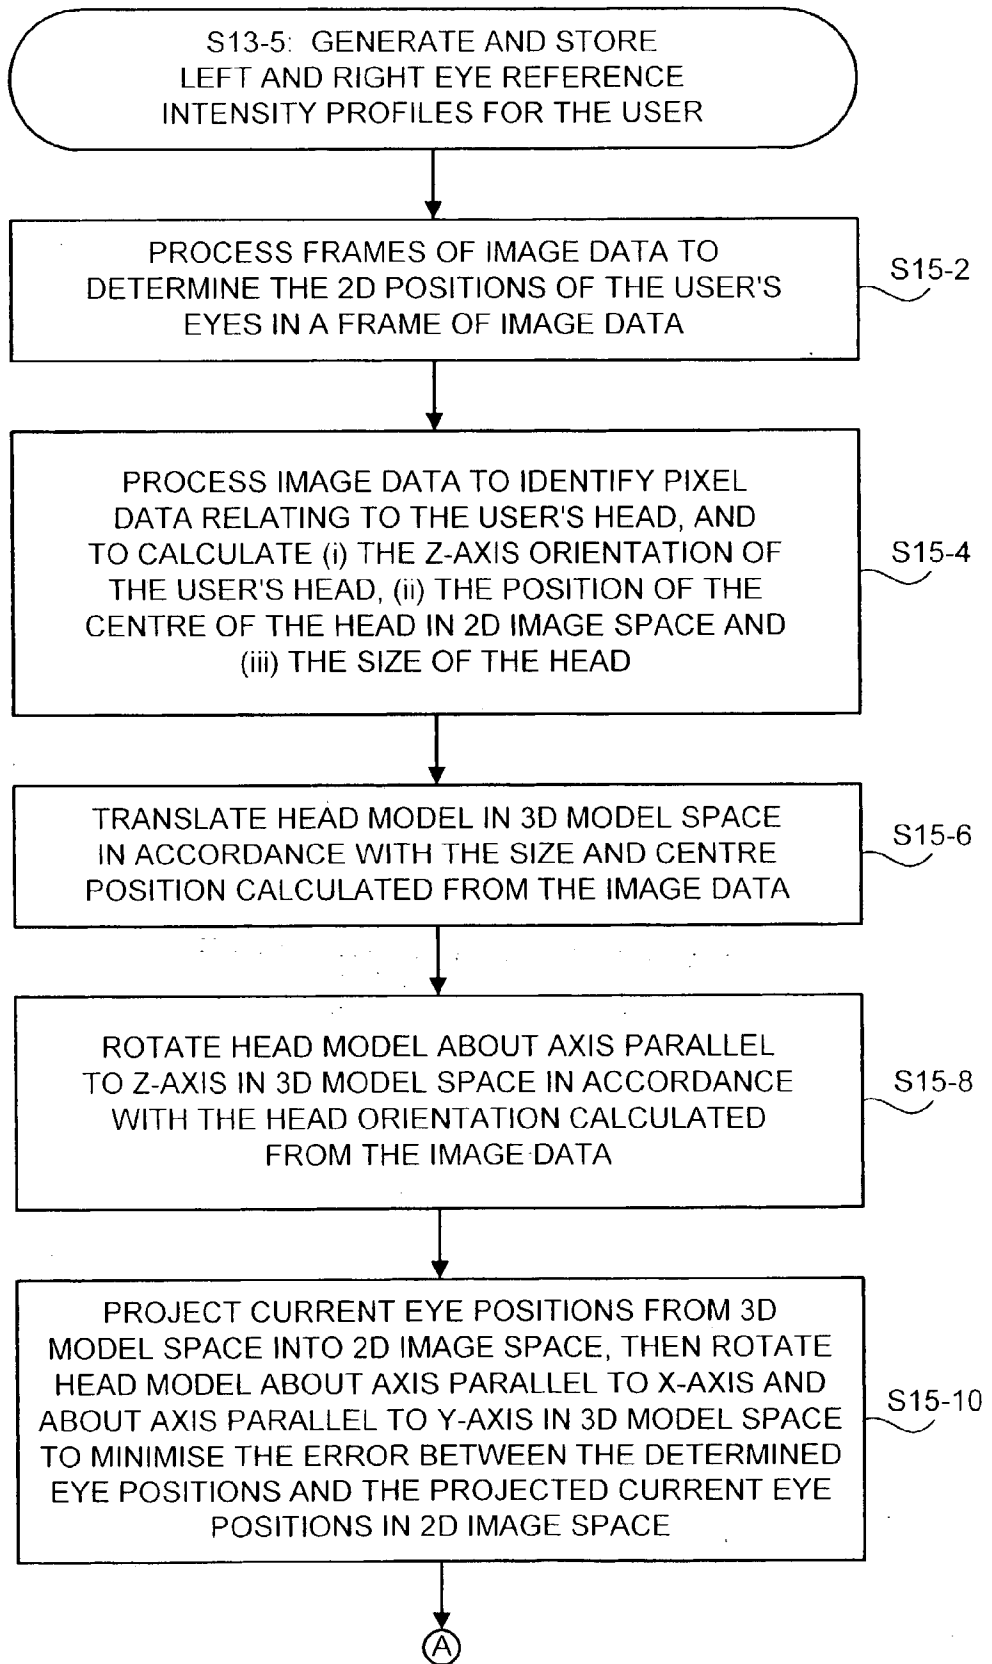 S13-5: GENERATE AND STORE
LEFT AND RIGHT EYE REFERENCE
INTENSITY PROFILES FOR THE USER
PROCESS FRAMES OF IMAGE DATA TO
DETERMINE THE 2D POSITIONS OF THE USER'S
EYES IN A FRAME OF IMAGE DATA
S15-2
PROCESS IMAGE DATA TO IDENTIFY PIXEL
DATA RELATING TO THE USER'S HEAD, AND
TO CALCULATE (i) THE Z-AXIS ORIENTATION OF
THE USER'S HEAD, (ii) THE POSITION OF THE
CENTRE OF THE HEAD IN 2D IMAGE SPACE AND
(iii) THE SIZE OF THE HEAD
S15-4
TRANSLATE HEAD MODEL IN 3D MODEL SPACE
IN ACCORDANCE WITH THE SIZE AND CENTRE
POSITION CALCULATED FROM THE IMAGE DATA
S15-6
ROTATE HEAD MODEL ABOUT AXIS PARALLEL
TO Z-AXIS IN 3D MODEL SPACE IN ACCORDANCE
WITH THE HEAD ORIENTATION CALCULATED
FROM THE IMAGE DATA
S15-8
PROJECT CURRENT EYE POSITIONS FROM 3D
MODEL SPACE INTO 2D IMAGE SPACE, THEN ROTATE
HEAD MODEL ABOUT AXIS PARALLEL TO X-AXIS AND
ABOUT AXIS PARALLEL TO Y-AXIS IN 3D MODEL SPACE
TO MINIMISE THE ERROR BETWEEN THE DETERMINED
EYE POSITIONS AND THE PROJECTED CURRENT EYE
POSITIONS IN 2D IMAGE SPACE
S15-10
A